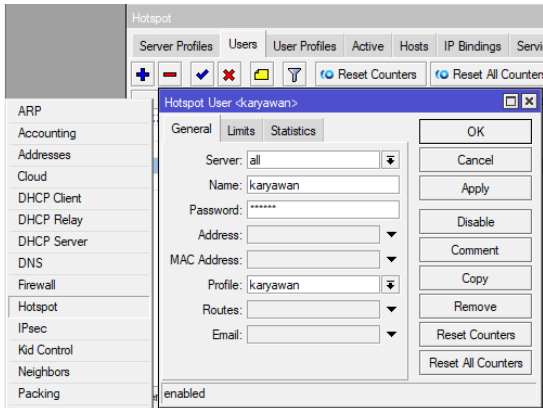 Hotspot
Server Profiles Users User Profiles Active Hosts IP Bindings
Reset Counters Reset All Counters
Hotspot User <karyawan>
General Limits Statistics
Server: all
Name: karyawan
Password: ******
Address:
MAC Address:
Profile: karyawan
Routes:
Email:
enabled
OK
Cancel
Apply
Disable
Comment
Copy
Remove
Reset Counters
Reset All Counters
ARP
Accounting
Addresses
Cloud
DHCP Client
DHCP Relay
DHCP Server
DNS
Firewall
Hotspot
IPsec
Kid Control
Neighbors
Packing